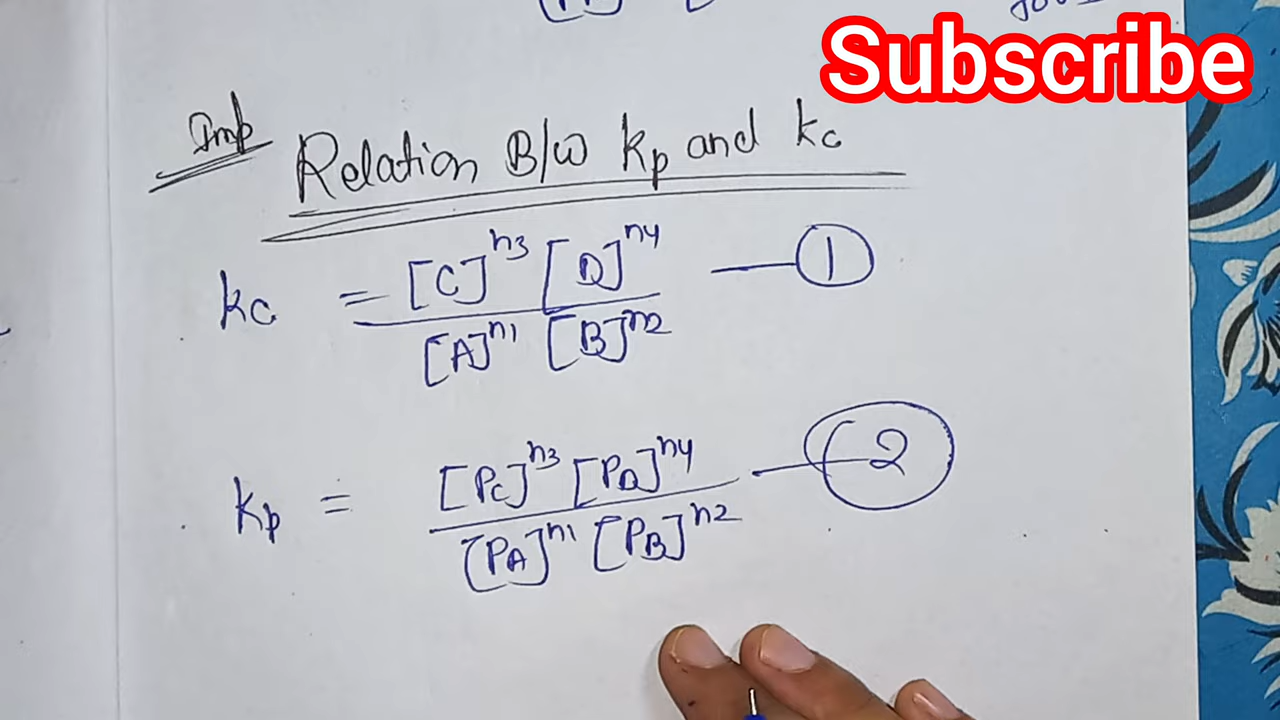 Subscribe
Imp
Relation B/w kp and kc
kc = [C]^n3 [D]^n4 / [A]^n1 [B]^n2 — 1
kp = [PC]^n3 [PD]^n4 / [PA]^n1 [PB]^n2 — 2